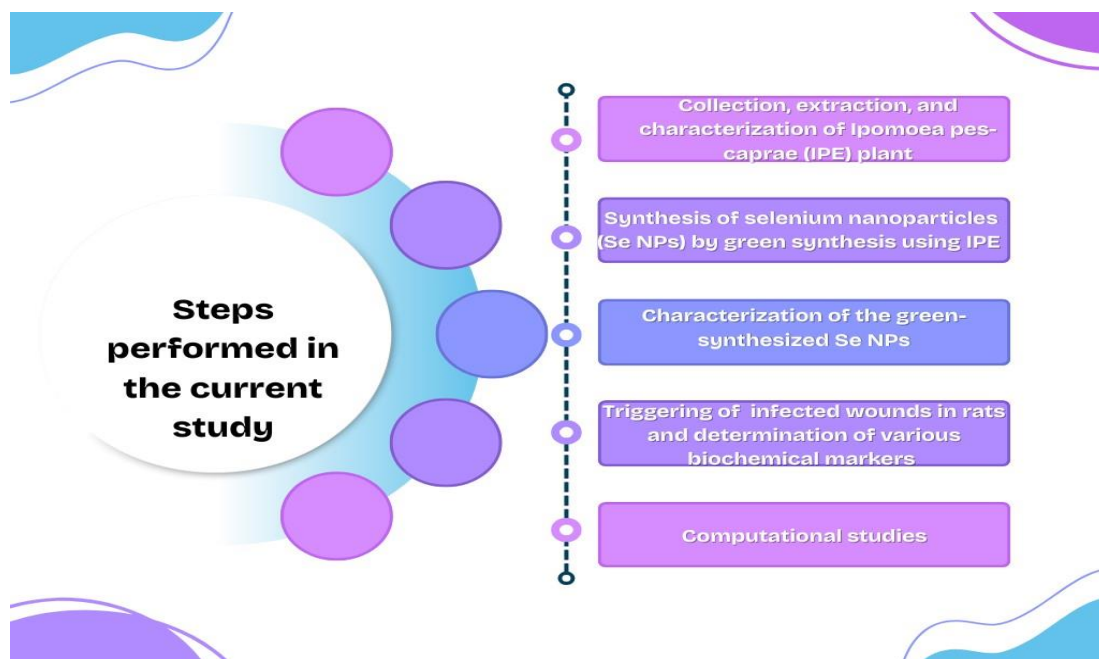 Steps
performed in
the current
study
Collection, extraction, and
characterization of Ipomoea pes-
caprae (IPE) plant
Synthesis of selenium nanoparticles
(Se NPs) by green synthesis using IPE
Characterization of the green-
synthesized Se NPs
Triggering of infected wounds in rats
and determination of various
biochemical markers
Computational studies